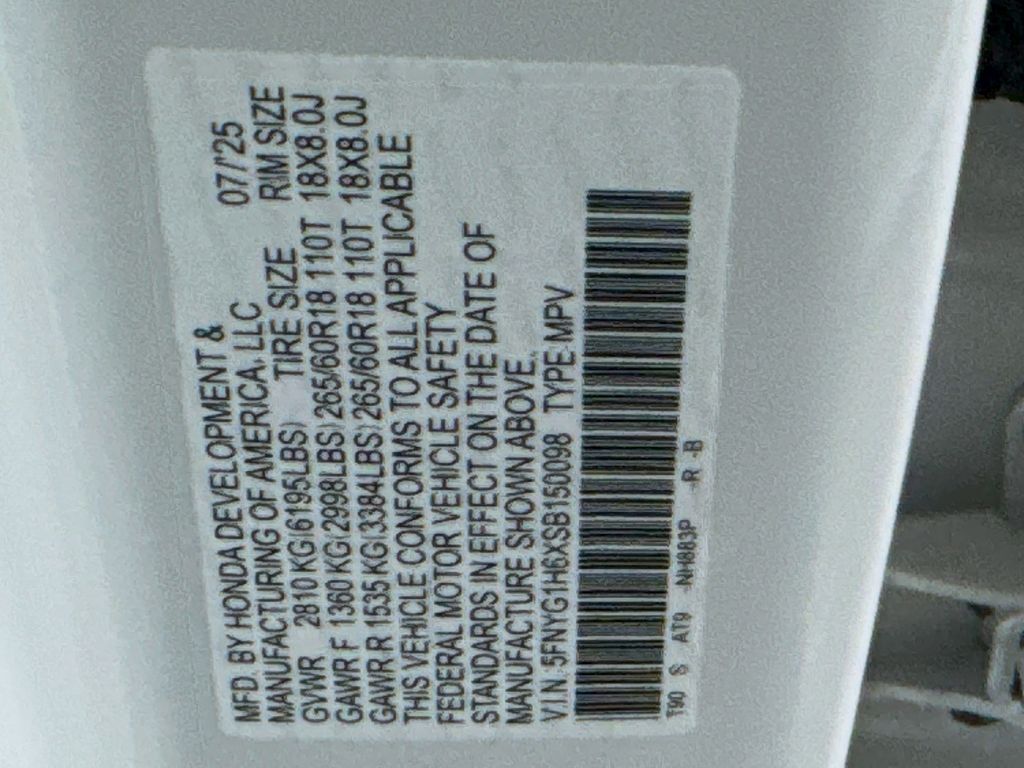 MFD. BY HONDA DEVELOPMENT &
MANUFACTURING OF AMERICA, LLC 07/'25
GVWR 2810 KG(6195LBS) TIRE SIZE RIM SIZE
GAWR F 1360 KG(2998LBS) 265/60R18 110T 18X8.0J
GAWR R 1535 KG(3384LBS) 265/60R18 110T 18X8.0J
THIS VEHICLE CONFORMS TO ALL APPLICABLE
FEDERAL MOTOR VEHICLE SAFETY
STANDARDS IN EFFECT ON THE DATE OF
MANUFACTURE SHOWN ABOVE.
V.I.N.:5FNYG1H6XSB150098 TYPE:MPV
T90 S AT9 -NH883P -R -B